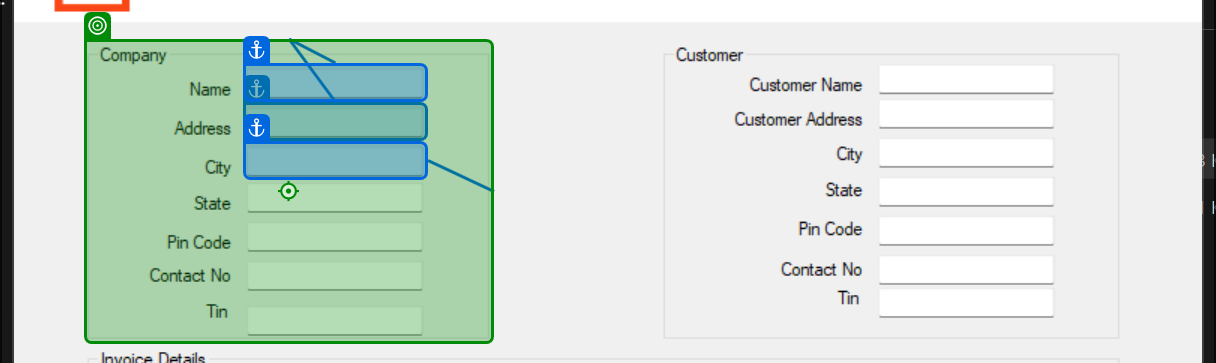 Company
Name
Address
City
State
Pin Code
Contact No
Tin
Customer
Customer Name
Customer Address
City
State
Pin Code
Contact No
Tin
Invoice Details